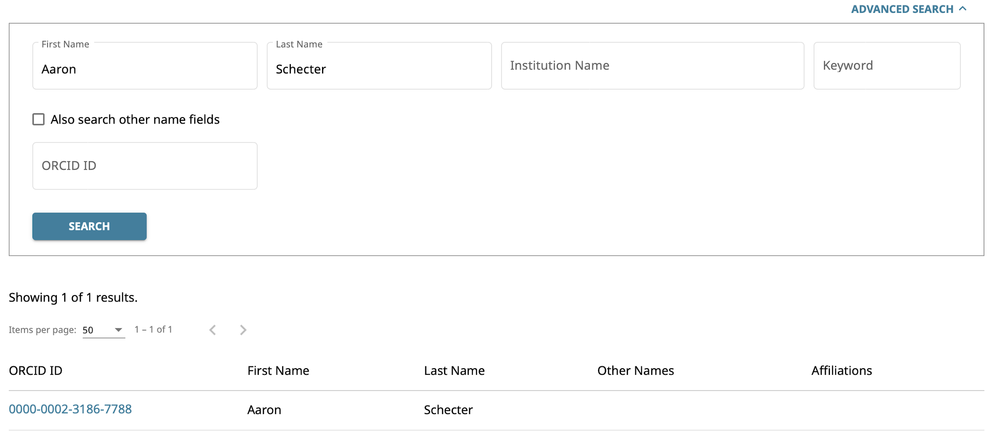 ADVANCED SEARCH
First Name
Last Name
Aaron
Schecter
Institution Name
Keyword
Also search other name fields
ORCID ID
SEARCH
Showing 1 of 1 results.
Items per page: 50 1 – 1 of 1
ORCID ID First Name Last Name Other Names Affiliations
0000-0002-3186-7788 Aaron Schecter